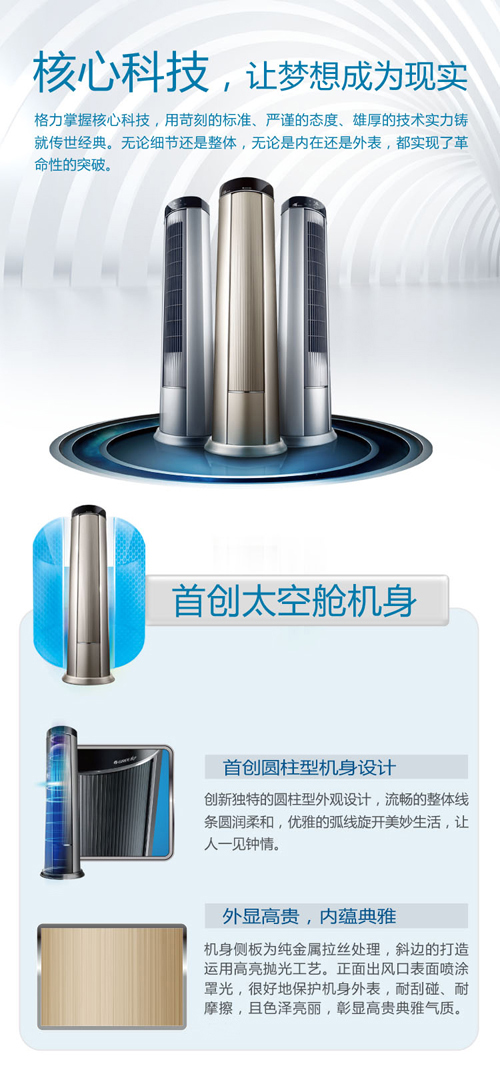 核心科技，让梦想成为现实
格力掌握核心科技，用苛刻的标准、严谨的态度、雄厚的技术实力铸
就传世经典。无论细节还是整体，无论是内在还是外表，都实现了革
命性的突破。
首创太空舱机身
首创圆柱型机身设计
创新独特的圆柱型外观设计，流畅的整体线
条圆润柔和，优雅的弧线旋开美妙生活，让
人一见钟情。
外显高贵，内蕴典雅
机身侧板为纯金属拉丝处理，斜边的打造
运用高亮抛光工艺。正面出风口表面喷涂
罩光，很好地保护机身外表，耐刮碰、耐
摩擦，且色泽亮丽，彰显高贵典雅气质。